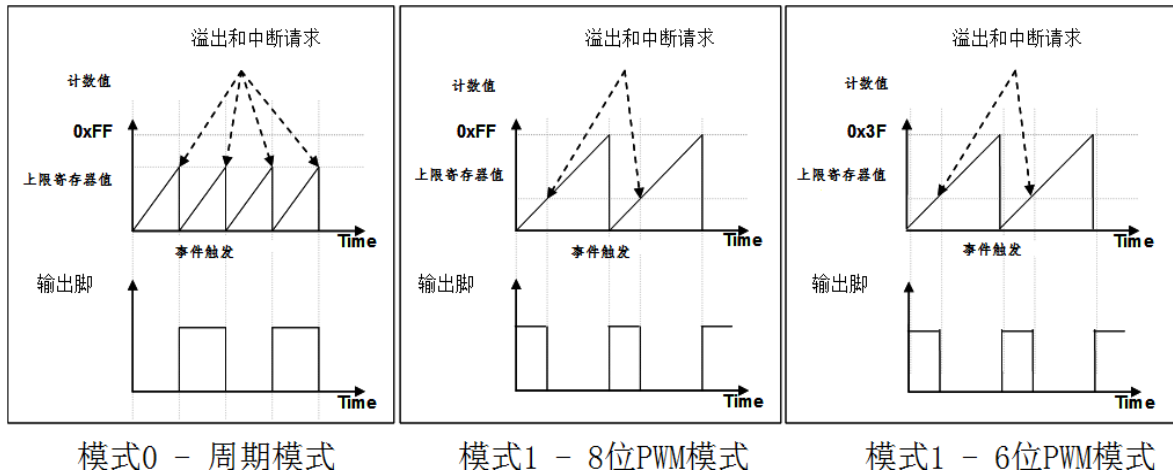 溢出和中断请求
计数值
0xFF
上限寄存器值
Time
输出脚
Time
模式0 - 周期模式
溢出和中断请求
计数值
0xFF
上限寄存器值
Time
事件触发
输出脚
Time
模式1 - 8位PWM模式
溢出和中断请求
计数值
0x3F
上限寄存器值
Time
事件触发
输出脚
Time
模式1 - 6位PWM模式
事件触发